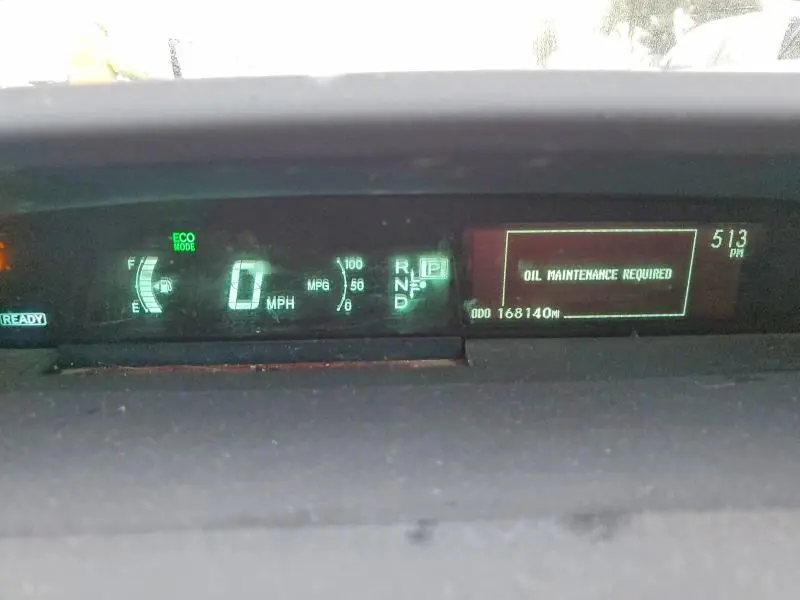 ECO
MODE
F
E
READY
0 MPH
MPG
100
50
0
R
N
D
P
OIL MAINTENANCE REQUIRED
513
PM
ODO 168140MI